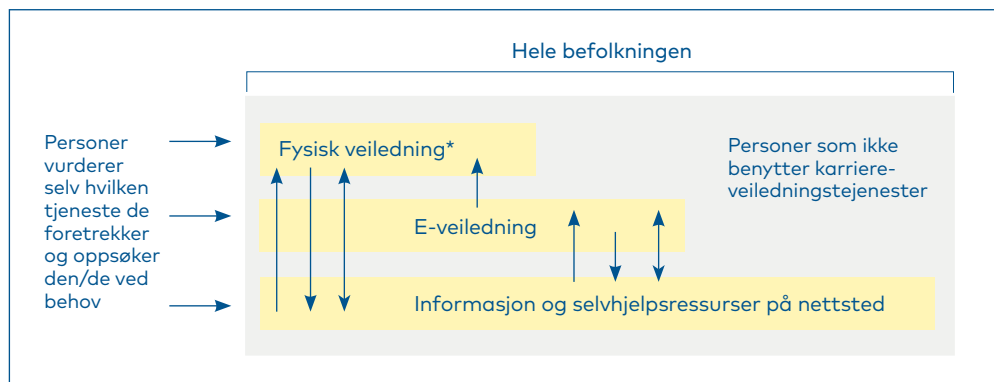 Hele befolkningen
Personer
vurderer
selv hvilken
tjeneste de
foretrekker
og oppsøker
den/de ved
behov
Fysisk veiledning*
Personer som ikke
benytter karriere-
veiledningstejenester
E-veiledning
Informasjon og selvhjelpsressurser på nettsted